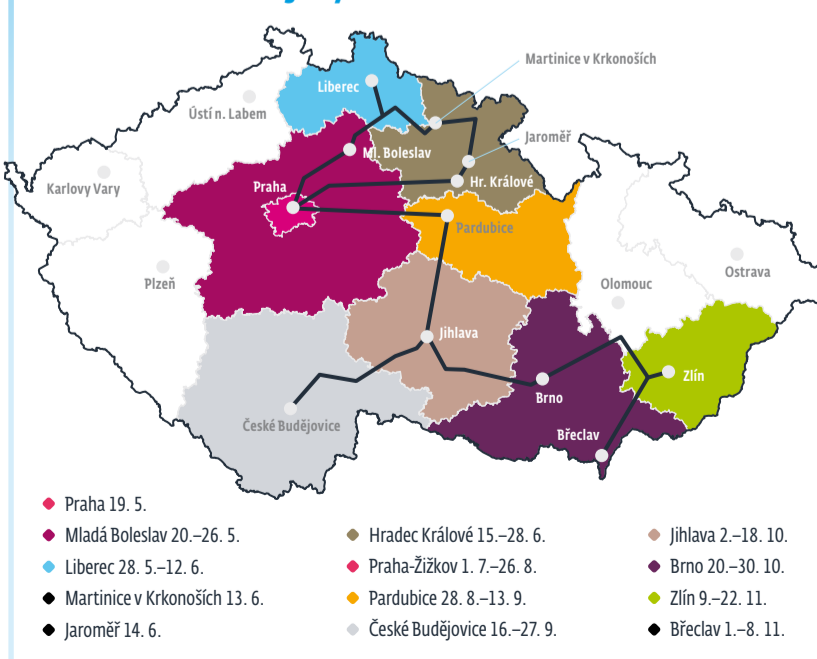 Martinice v Krkonoších
Liberec
Ústí n. Labem
Jaroměř
Ml. Boleslav
Karlovy Vary
Praha
Hr. Králové
Pardubice
Plzeň
Olomouc
Ostrava
Jihlava
Zlín
Brno
České Budějovice
Břeclav
Praha 19. 5.
Mladá Boleslav 20.–26. 5.
Liberec 28. 5.–12. 6.
Martinice v Krkonoších 13. 6.
Jaroměř 14. 6.
Hradec Králové 15.–28. 6.
Praha-Žižkov 1. 7.–26. 8.
Pardubice 28. 8.–13. 9.
České Budějovice 16.–27. 9.
Jihlava 2.–18. 10.
Brno 20.–30. 10.
Zlín 9.–22. 11.
Břeclav 1.–8. 11.